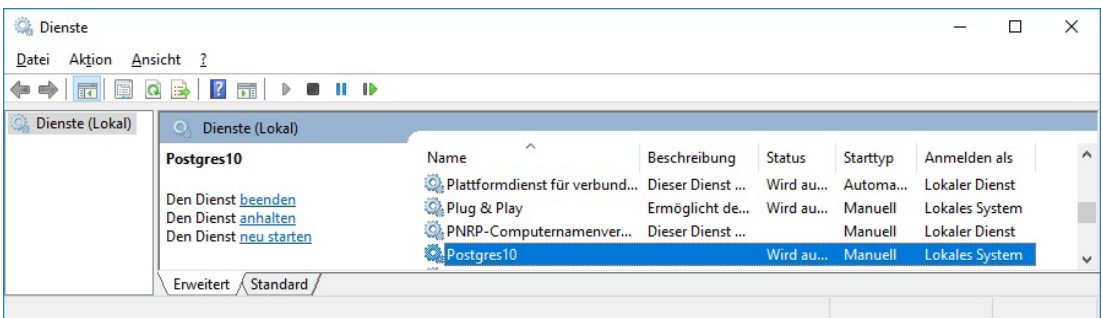 Dienste
Datei Aktion Ansicht ?
Dienste (Lokal)
Dienste (Lokal)
Postgres10
Den Dienst beenden
Den Dienst anhalten
Den Dienst neu starten
Name Beschreibung Status Starttyp Anmelden als
Plattformdienst für verbund... Dieser Dienst ... Wird au... Automa... Lokaler Dienst
Plug & Play Ermöglicht de... Wird au... Manuell Lokales System
PNRP-Computernamenver... Dieser Dienst ... Manuell Lokaler Dienst
Postgres10 Wird au... Manuell Lokales System
Erweitert Standard